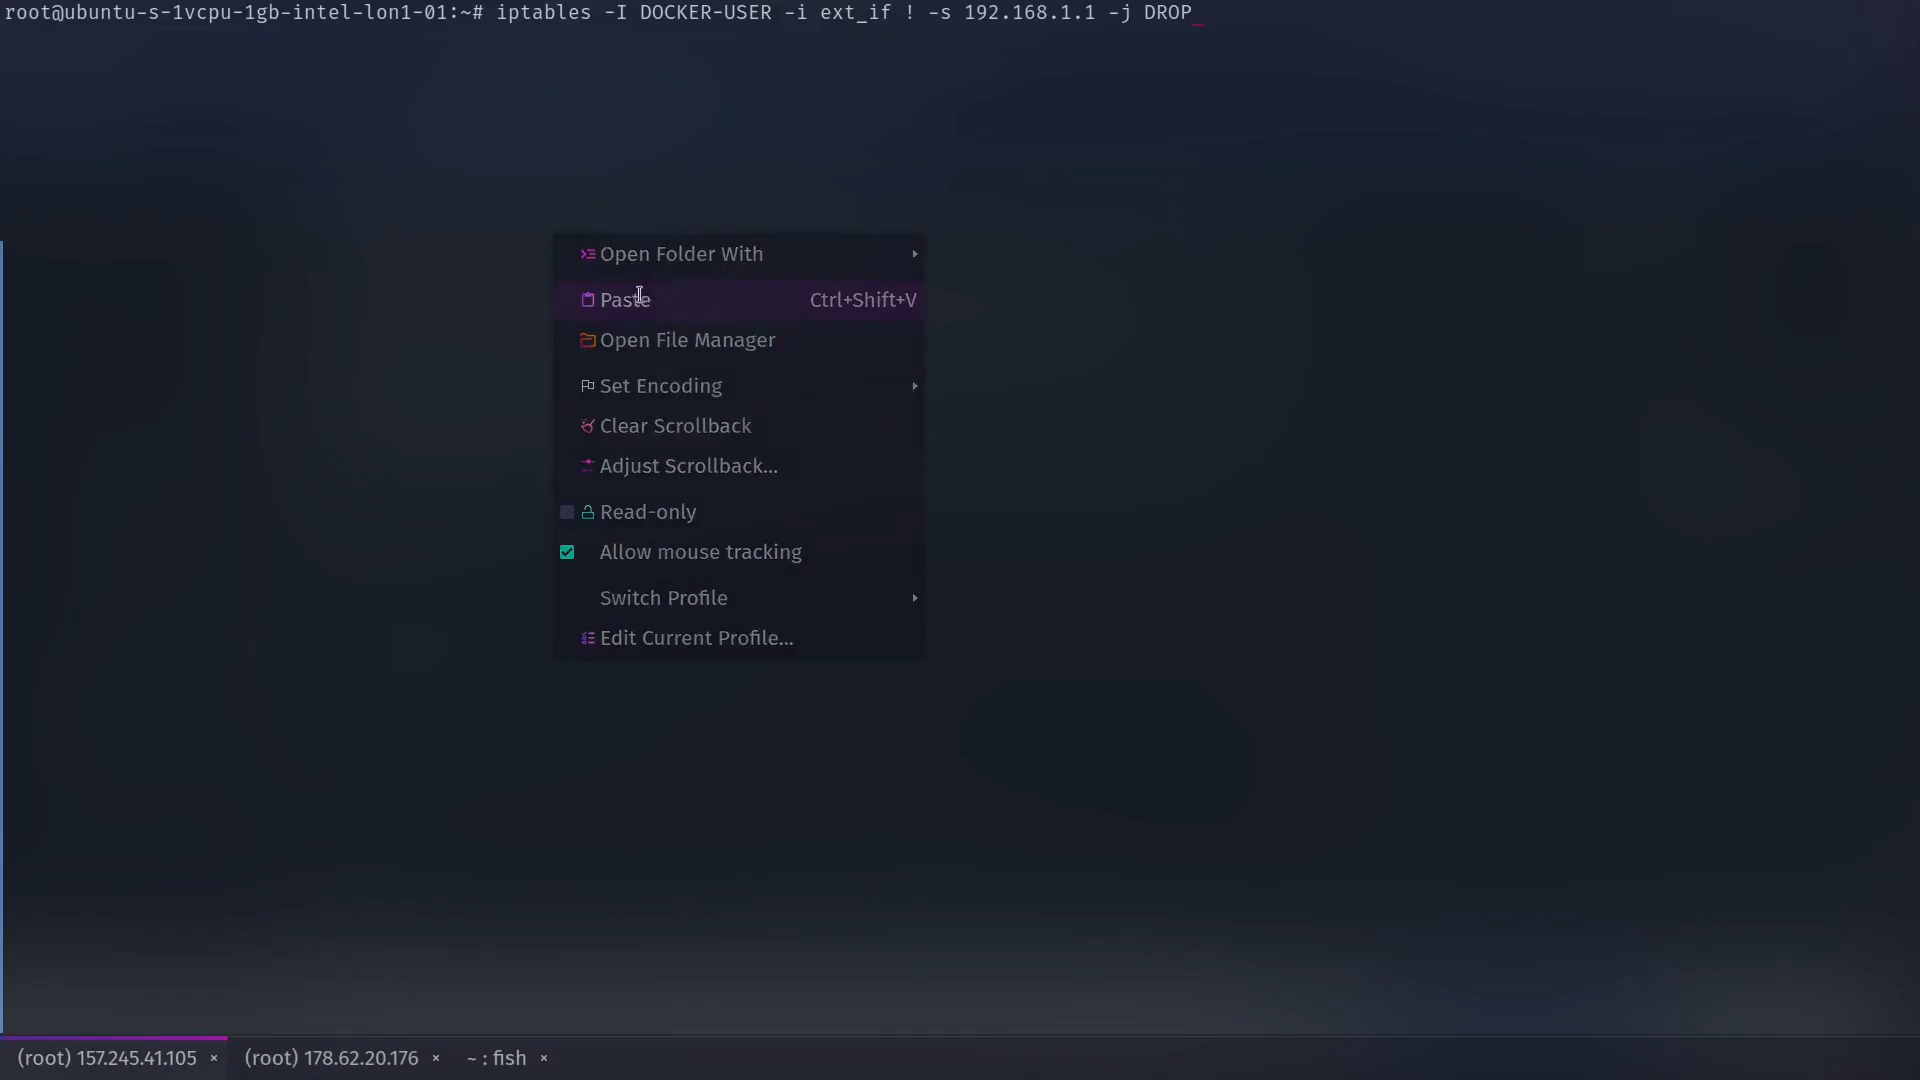 root@ubuntu-s-1vcpu-1gb-intel-lon1-01:~# iptables -I DOCKER-USER -i ext_if ! -s 192.168.1.1 -j DROP
Open Folder With
Paste Ctrl+Shift+V
Open File Manager
Set Encoding
Clear Scrollback
Adjust Scrollback...
Read-only
Allow mouse tracking
Switch Profile
Edit Current Profile...
(root) 157.245.41.105 × (root) 178.62.20.176 × ~ : fish ×